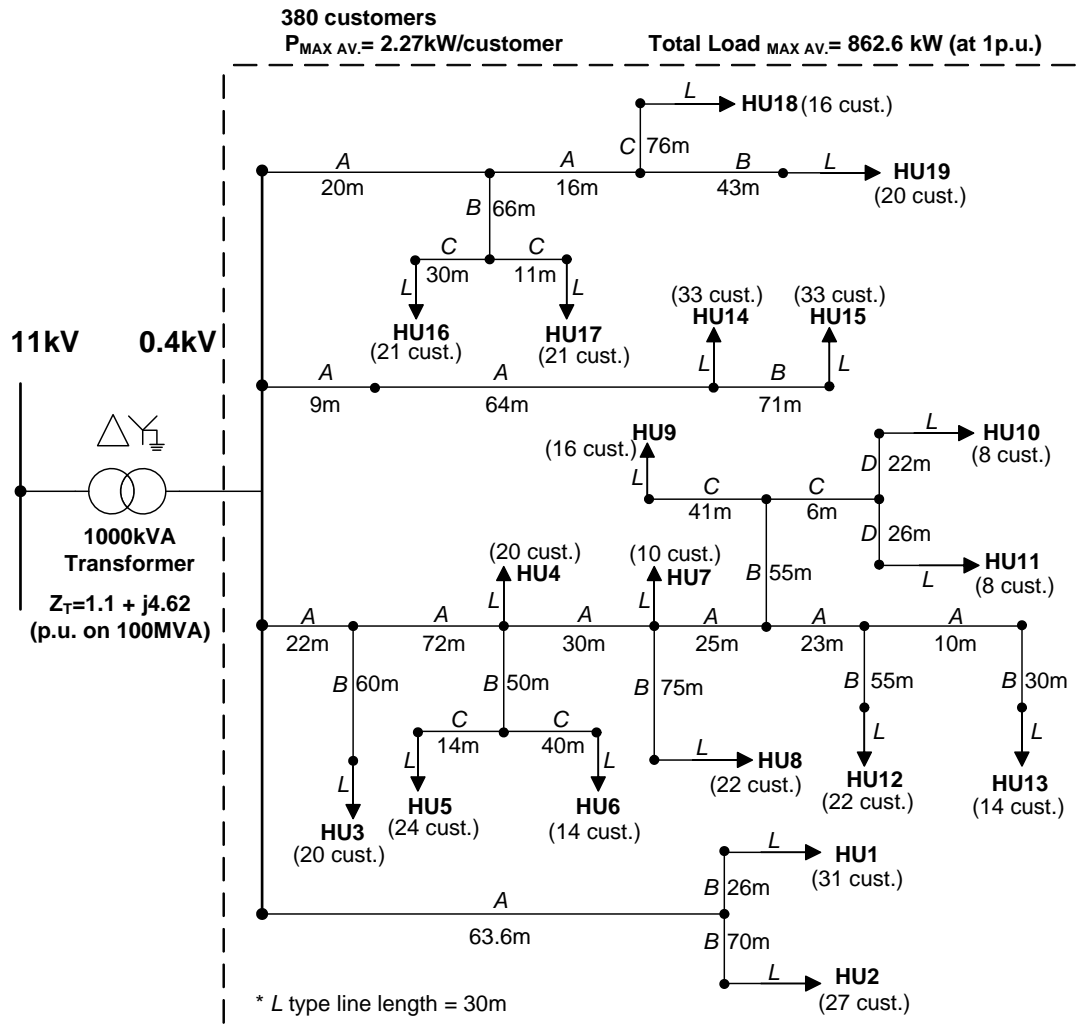 380 customers
P MAX AV.= 2.27kW/customer
Total Load MAX AV.= 862.6 kW (at 1p.u.)
L
HU18 (16 cust.)
C 76m
A
20m
A
16m
B
43m
L
HU19
(20 cust.)
B 66m
C
30m
C
11m
L
L
HU16
(21 cust.)
HU17
(21 cust.)
(33 cust.)
HU14
(33 cust.)
HU15
L
L
11kV
0.4kV
A
9m
A
64m
B
71m
1000kVA
Transformer
ZT=1.1 + j4.62
(p.u. on 100MVA)
HU9
(16 cust.)
L
L
HU10
(8 cust.)
D 22m
C
41m
C
6m
D 26m
L
HU11
(8 cust.)
B 55m
(20 cust.)
HU4
L
(10 cust.)
HU7
L
A
22m
A
72m
A
30m
A
25m
A
23m
A
10m
B 60m
B 50m
B 75m
B 55m
B 30m
C
14m
C
40m
L
L
L
L
L
L
HU3
(20 cust.)
HU5
(24 cust.)
HU6
(14 cust.)
HU8
(22 cust.)
HU12
(22 cust.)
HU13
(14 cust.)
L
HU1
(31 cust.)
B 26m
A
63.6m
B 70m
L
HU2
(27 cust.)
* L type line length = 30m